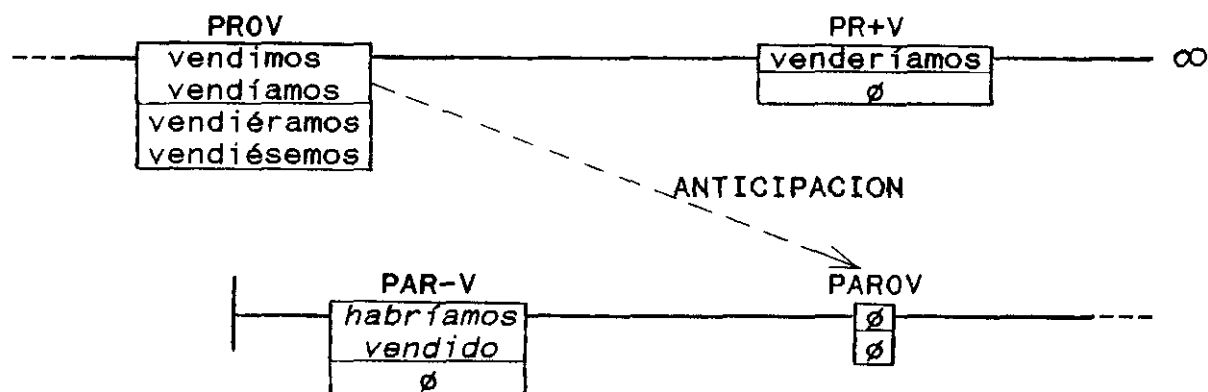 PROV
PR+V
vendimos
venderíamos
∞
vendíamos
ø
vendiéramos
vendiésemos
ANTICIPACION
PAR-V
PAROV
habríamos
ø
vendido
ø
ø